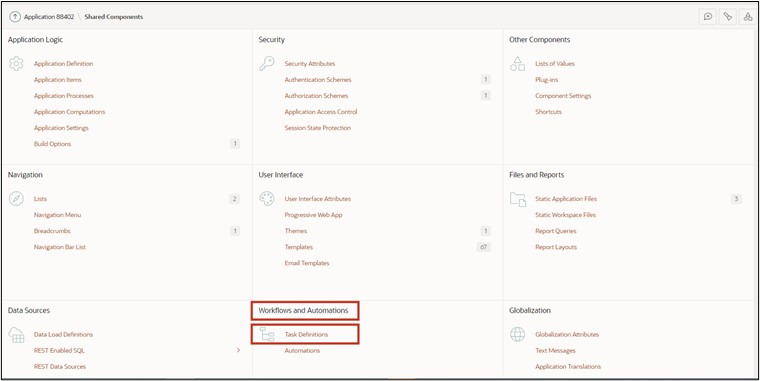 Application 88402 \ Shared Components
Application Logic
Application Definition
Application Items
Application Processes
Application Computations
Application Settings
Build Options 1
Security
Security Attributes
Authentication Schemes 1
Authorization Schemes 1
Application Access Control
Session State Protection
Other Components
Lists of Values
Plug-ins
Component Settings
Shortcuts
Navigation
Lists 2
Navigation Menu
Breadcrumbs 1
Navigation Bar List
User Interface
User Interface Attributes
Progressive Web App
Themes 1
Templates 67
Email Templates
Files and Reports
Static Application Files 3
Static Workspace Files
Report Queries
Report Layouts
Data Sources
Data Load Definitions
REST Enabled SQL
REST Data Sources
Workflows and Automations
Task Definitions
Automations
Globalization
Globalization Attributes
Text Messages
Application Translations